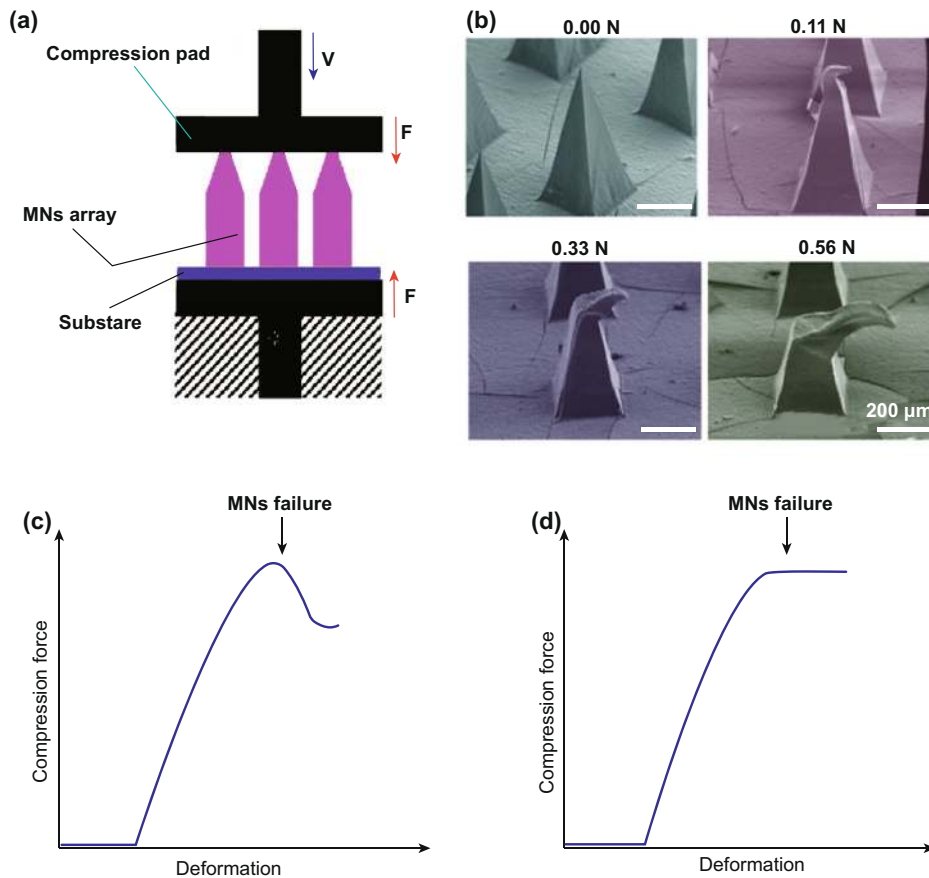 (a)
Compression pad
V
F
MNs array
F
Substare
(b)
0.00 N
0.11 N
0.33 N
0.56 N
200 μm
(c)
MNs failure
Compression force
Deformation
(d)
MNs failure
Compression force
Deformation